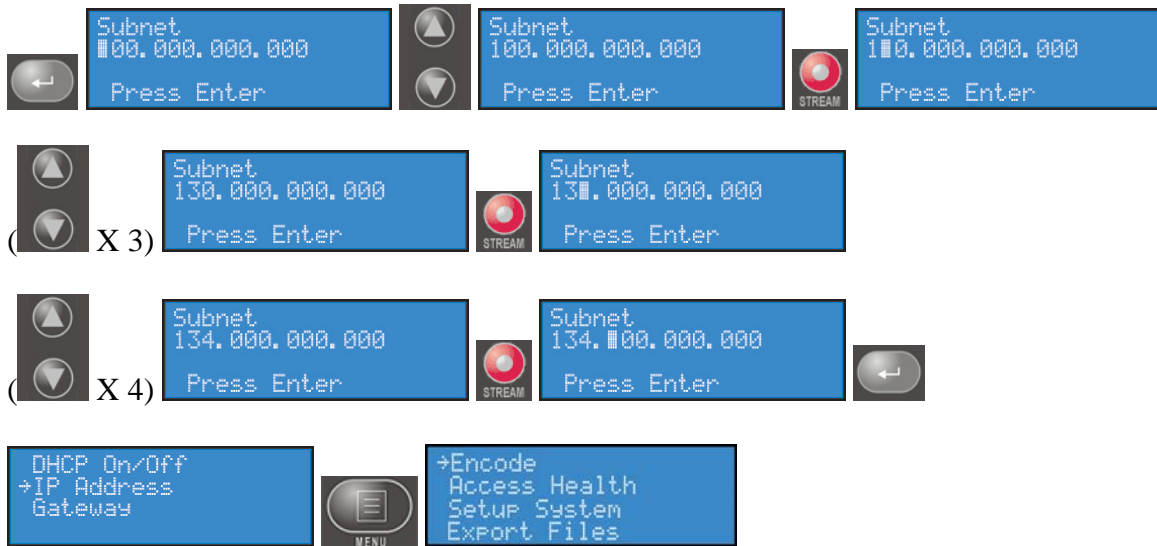 Subnet
█00.000.000.000
Press Enter
Subnet
100.000.000.000
Press Enter
STREAM
Subnet
1█0.000.000.000
Press Enter
( X 3)
Subnet
130.000.000.000
Press Enter
STREAM
Subnet
13█.000.000.000
Press Enter
( X 4)
Subnet
134.000.000.000
Press Enter
STREAM
Subnet
134.█00.000.000
Press Enter
DHCP On/Off
→IP Address
Gateway
MENU
→Encode
Access Health
Setup System
Export Files